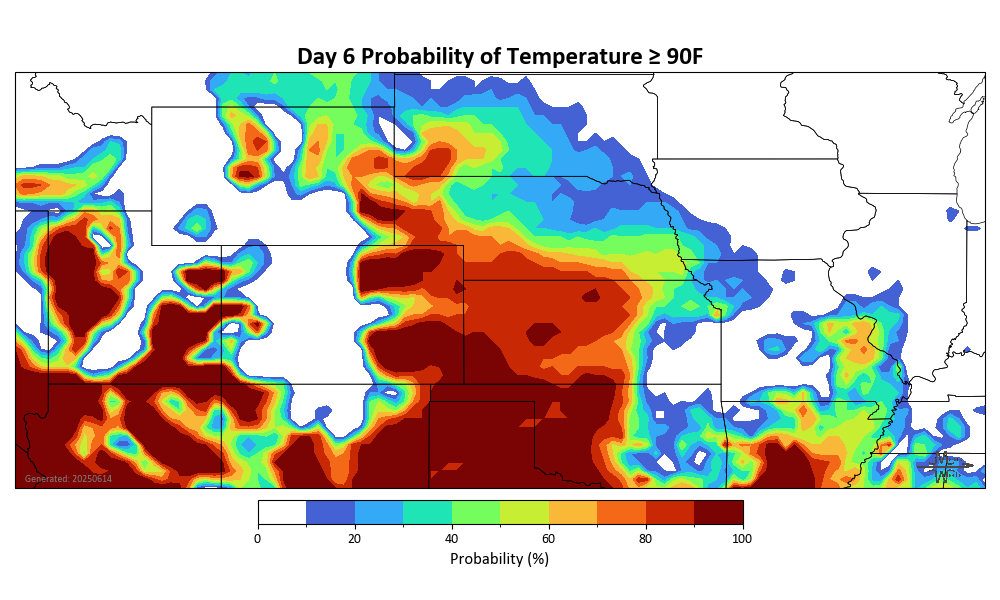 Day 6 Probability of Temperature ≥ 90F
Generated: 20250614
0 20 40 60 80 100
Probability (%)